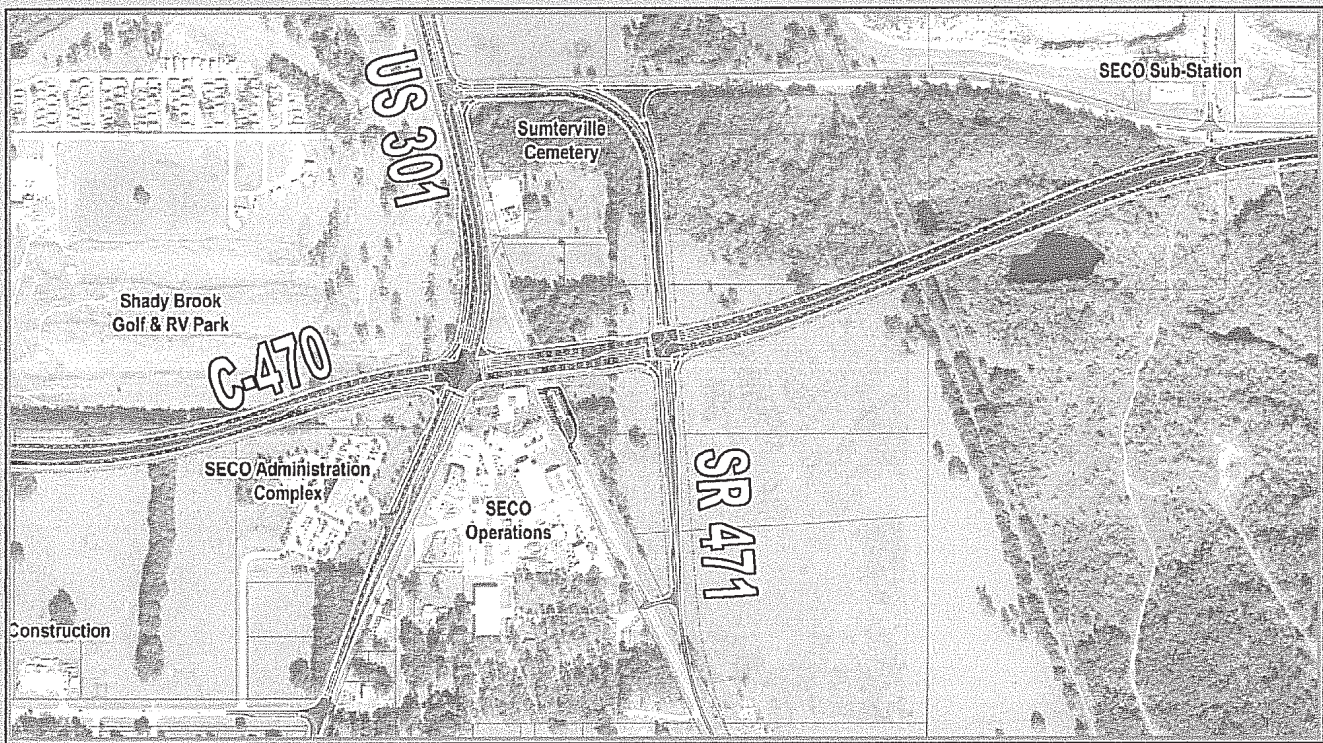 US 301
SECO Sub-Station
Sumterville
Cemetery
Shady Brook
Golf & RV Park
C-470
SECO Administration
Complex
SECO
Operations
SR 471
Construction